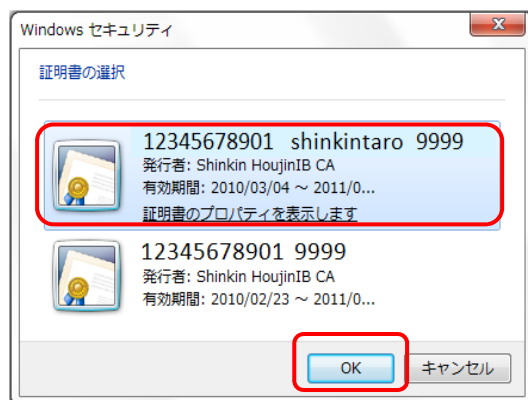 Windows セキュリティ
証明書の選択
12345678901 shinkintaro 9999
発行者: Shinkin HoujinIB CA
有効期間: 2010/03/04 ～ 2011/0...
証明書のプロパティを表示します
12345678901 9999
発行者: Shinkin HoujinIB CA
有効期間: 2010/02/23 ～ 2011/0...
OK
キャンセル